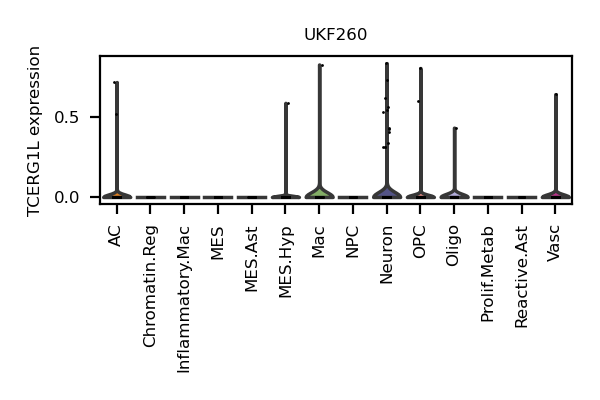 UKF260
TCERG1L expression
0.5
0.0
AC
Chromatin.Reg
Inflammatory.Mac
MES
MES.Ast
MES.Hyp
Mac
NPC
Neuron
OPC
Oligo
Prolif.Metab
Reactive.Ast
Vasc